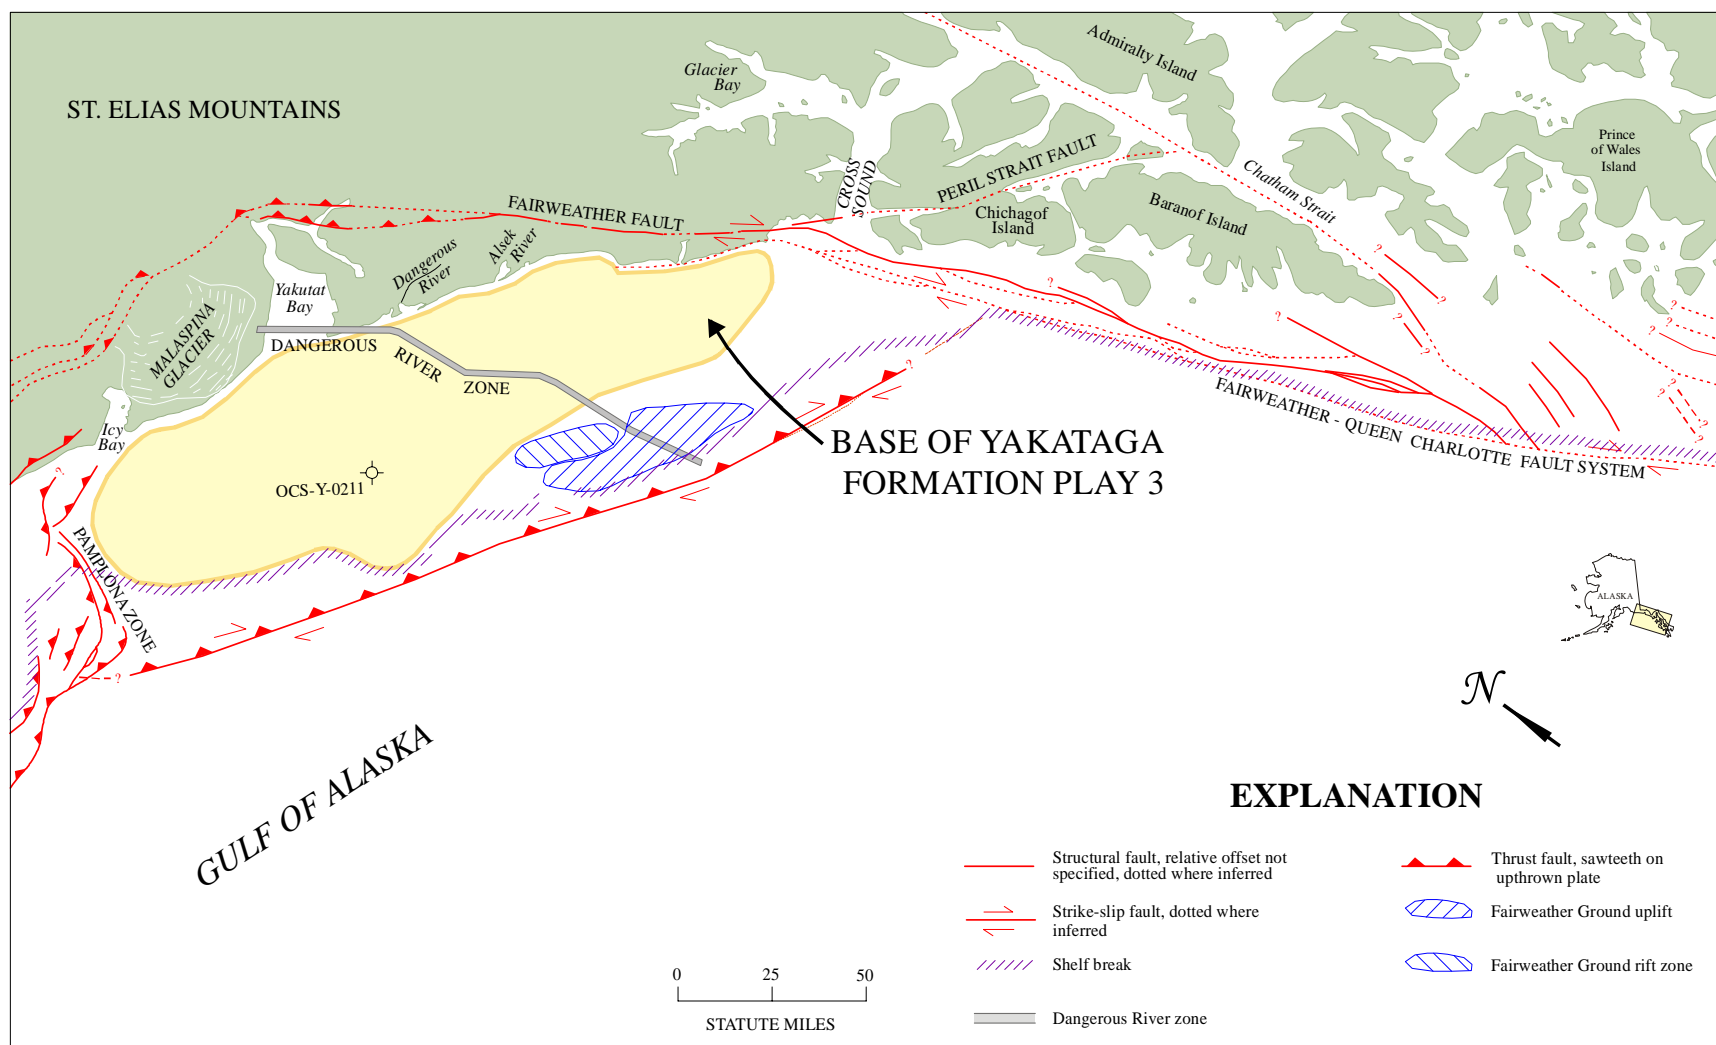 ST. ELIAS MOUNTAINS
Glacier
Bay
Admiralty Island
Prince
of Wales
Island
CROSS
SOUND
PERIL STRAIT FAULT
Chatham Strait
Chichagof
Island
Baranof Island
FAIRWEATHER FAULT
Dangerous
River
Alsek
River
Yakutat
Bay
MALASPINA
GLACIER
DANGEROUS
RIVER
ZONE
Icy
Bay
OCS-Y-0211
PAMPLONA ZONE
BASE OF YAKATAGA
FORMATION PLAY 3
FAIRWEATHER - QUEEN CHARLOTTE FAULT SYSTEM
?
?
?
?
?
?
?
?
?
?
?
?
?
?
ALASKA
N
GULF OF ALASKA
EXPLANATION
Structural fault, relative offset not
specified, dotted where inferred
Strike-slip fault, dotted where
inferred
Shelf break
Dangerous River zone
Thrust fault, sawteeth on
upthrown plate
Fairweather Ground uplift
Fairweather Ground rift zone
0 25 50
STATUTE MILES